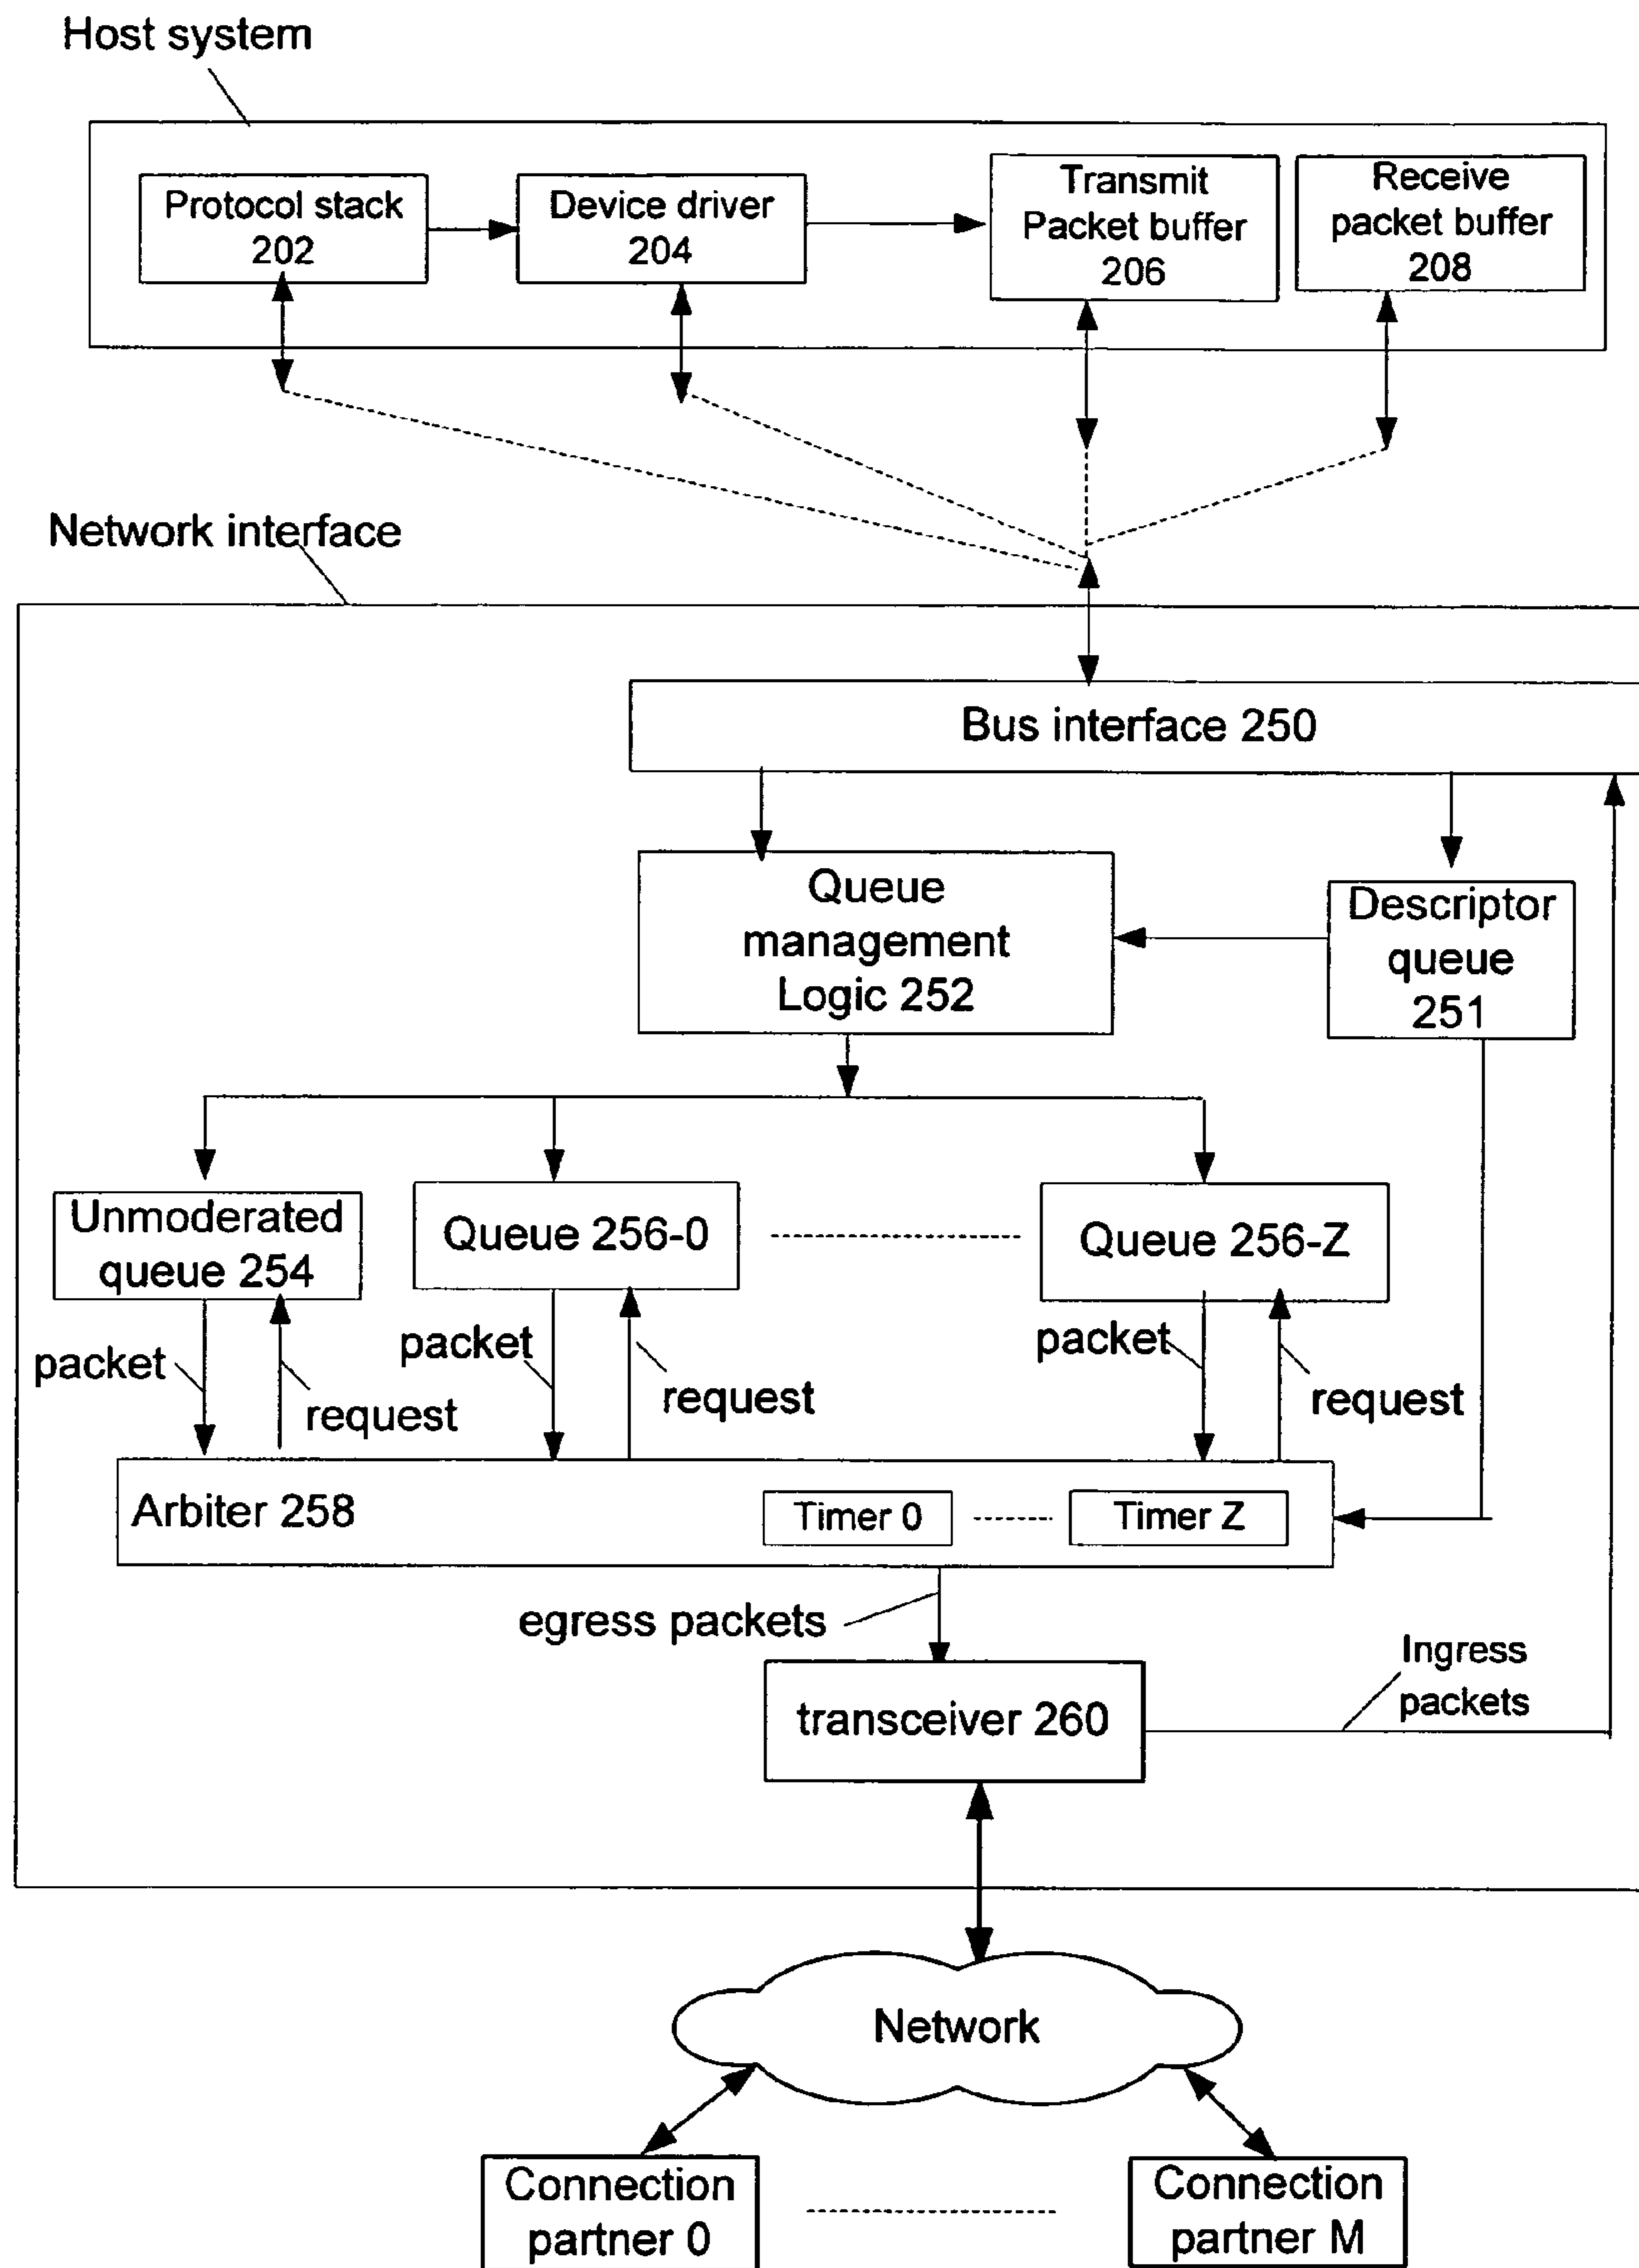 Host system
Protocol stack
202
Device driver
204
Transmit
Packet buffer
206
Receive
packet buffer
208
Network interface
Bus interface 250
Queue
management
Logic 252
Descriptor
queue
251
Unmoderated
queue 254
Queue 256-0
Queue 256-Z
packet
request
packet
request
packet
request
Arbiter 258
Timer 0
Timer Z
egress packets
Ingress
packets
transceiver 260
Network
Connection
partner 0
Connection
partner M